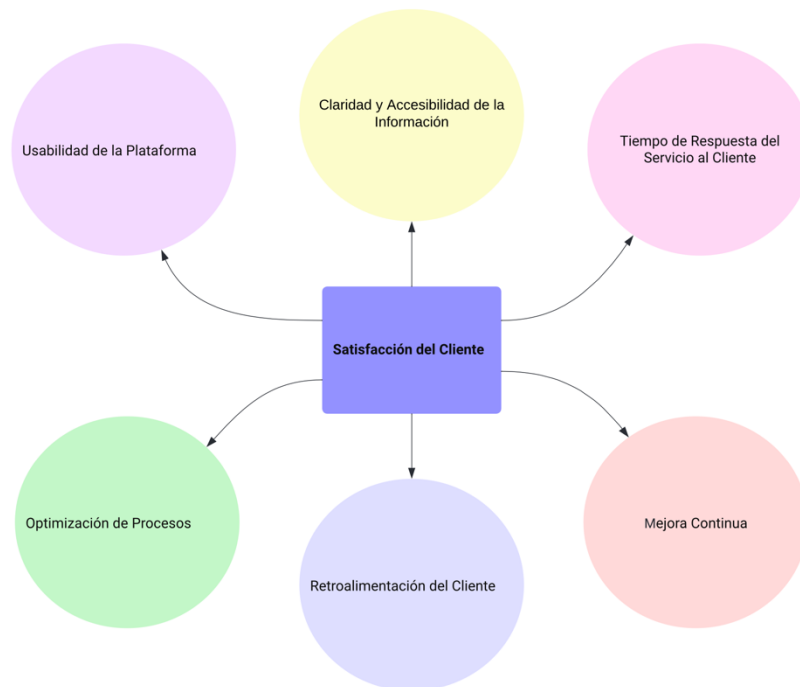 Claridad y Accesibilidad de la
Información
Usabilidad de la Plataforma
Tiempo de Respuesta del
Servicio al Cliente
Satisfacción del Cliente
Optimización de Procesos
Mejora Continua
Retroalimentación del Cliente